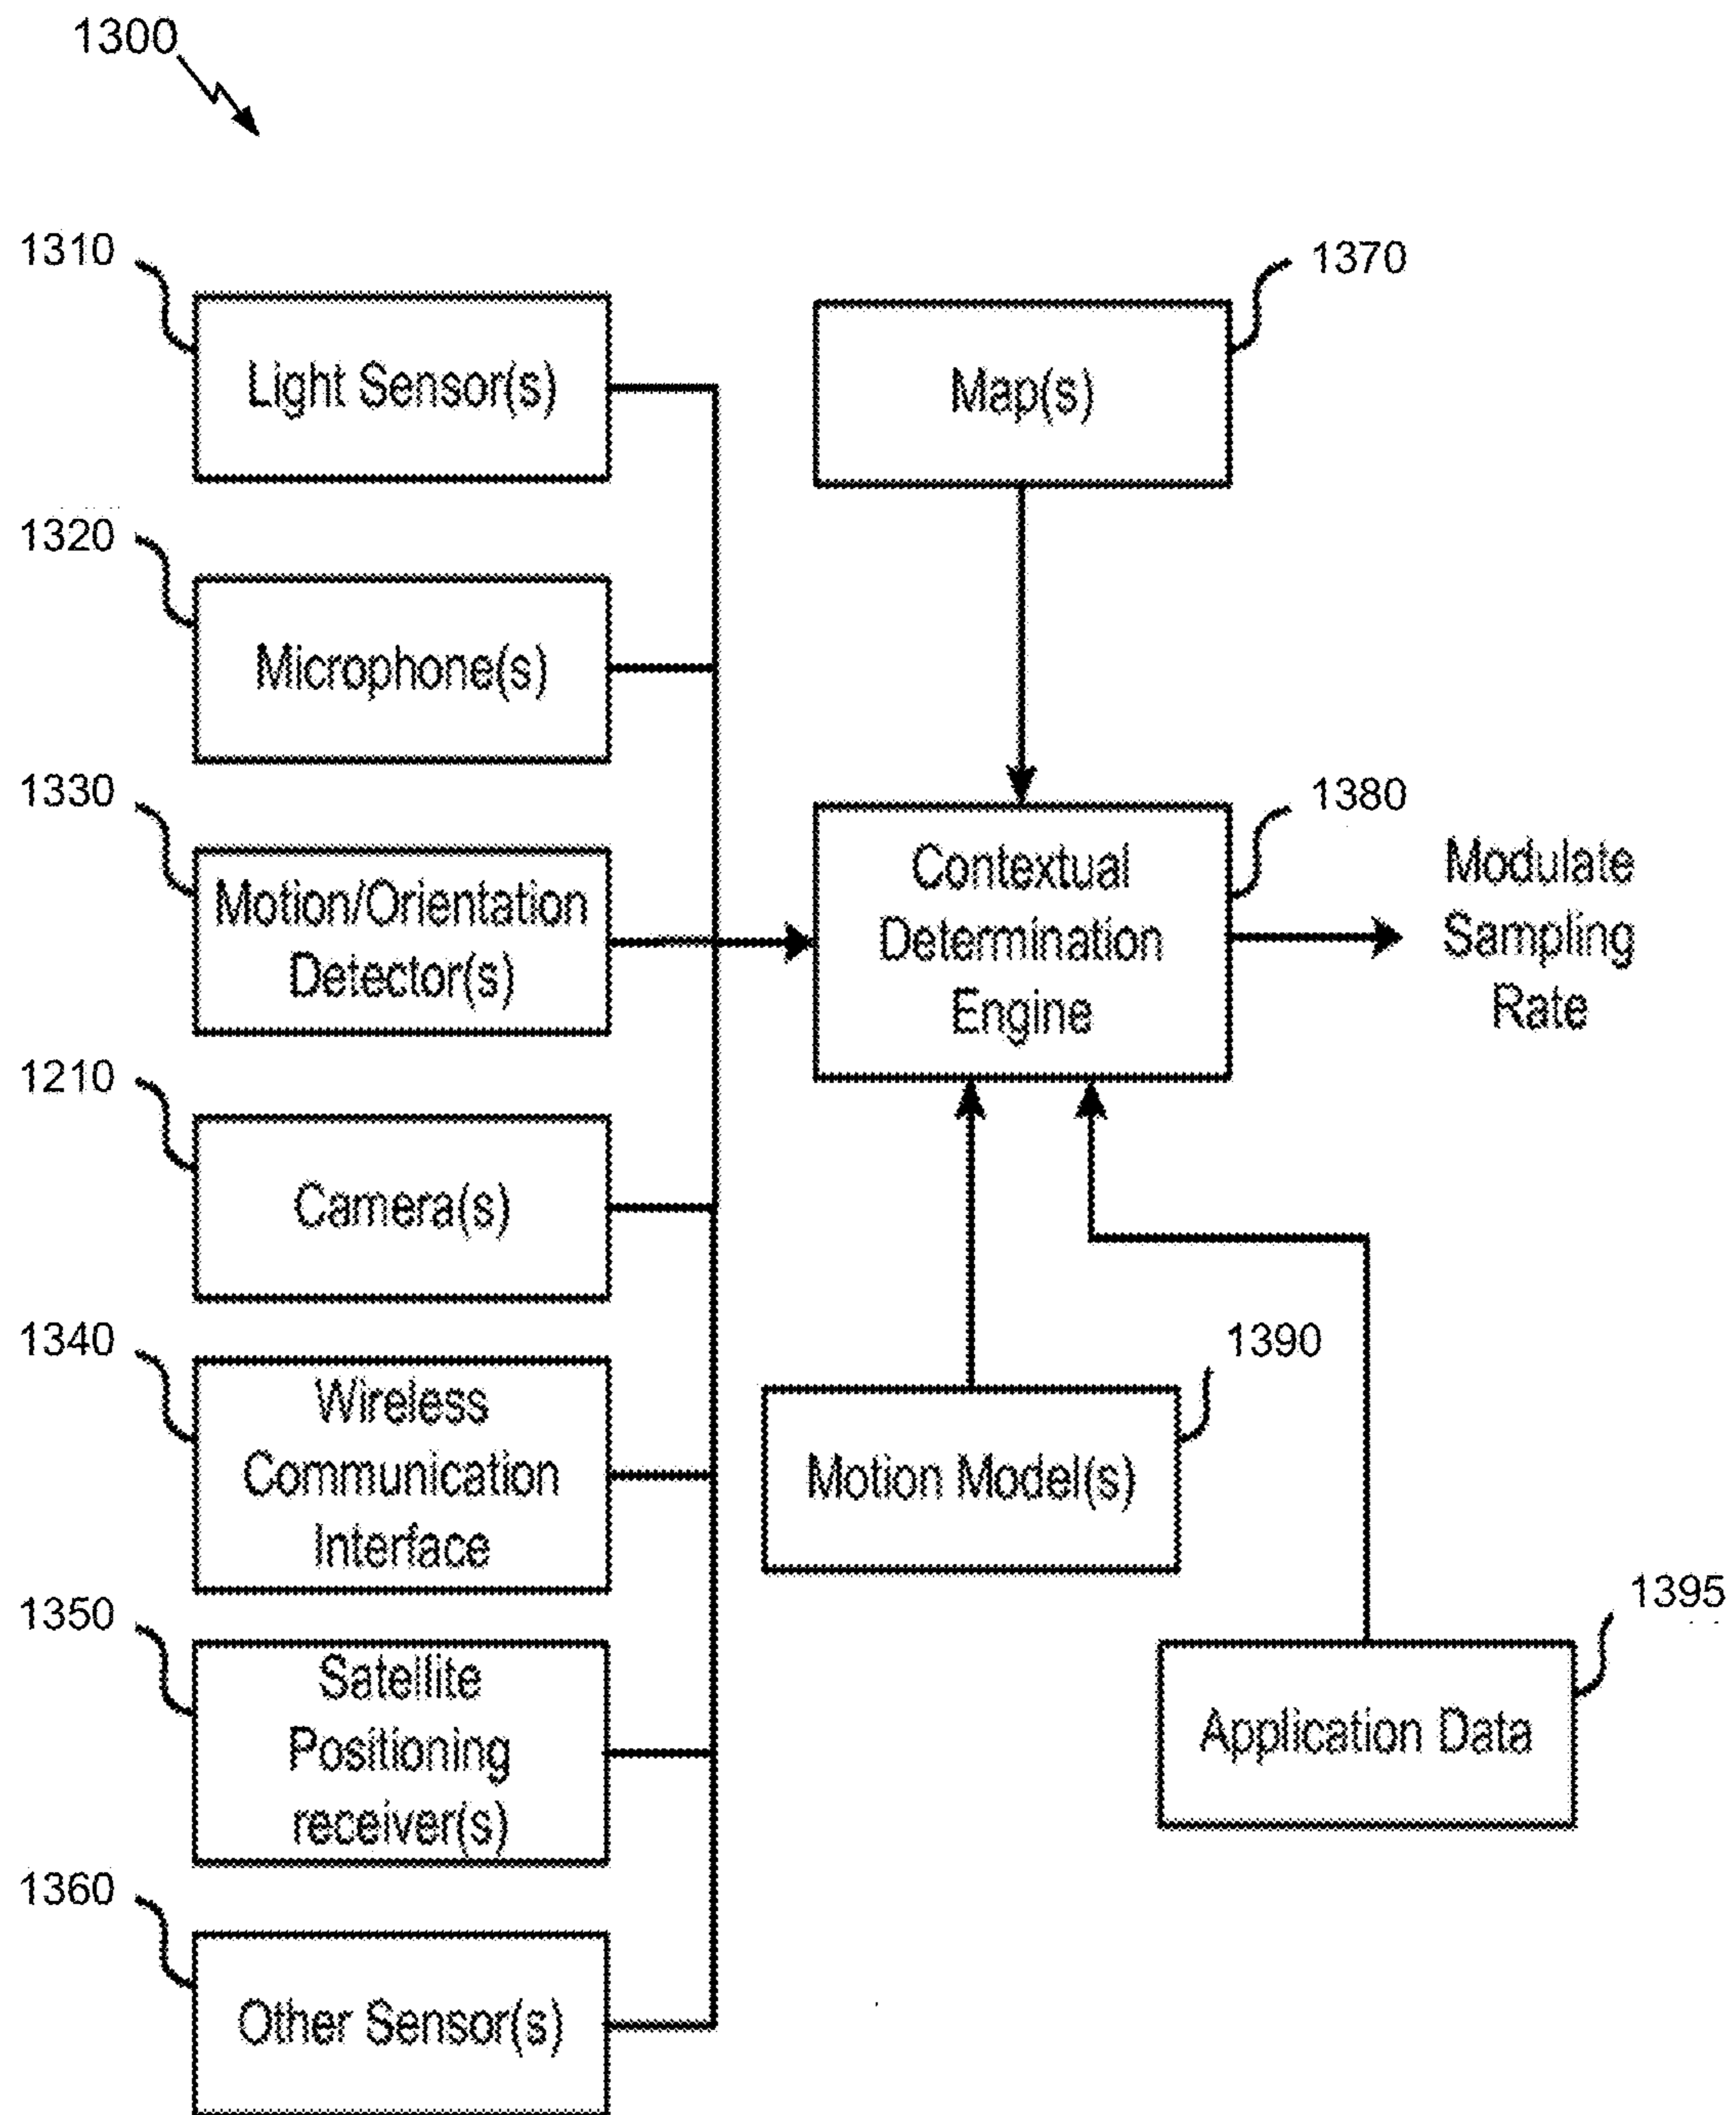 1300
1310
Light Sensor(s)
1370
Map(s)
1320
Microphone(s)
1330
Motion/Orientation
Detector(s)
1380
Contextual
Determination
Engine
Modulate
Sampling
Rate
1210
Camera(s)
1340
Wireless
Communication
Interface
1390
Motion Model(s)
1350
Satellite
Positioning
receiver(s)
1395
Application Data
1360
Other Sensor(s)